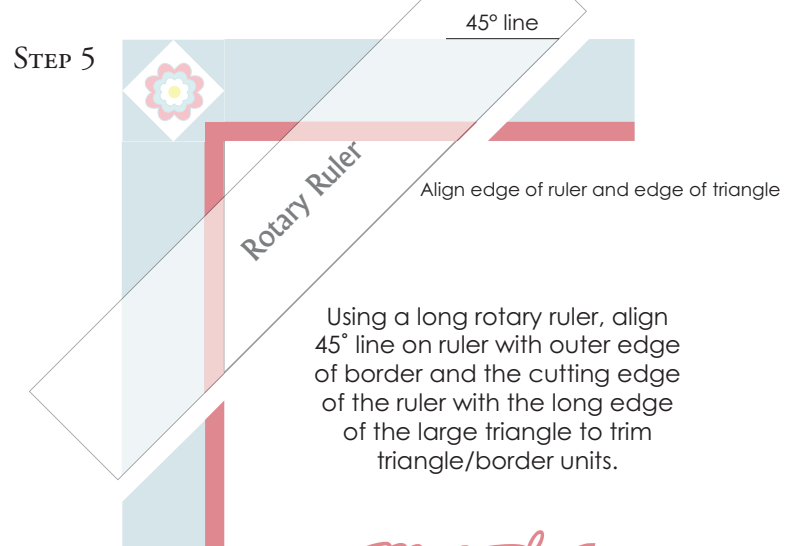 45° line
STEP 5
Rotary Ruler
Align edge of ruler and edge of triangle
Using a long rotary ruler, align
45° line on ruler with outer edge
of border and the cutting edge
of the ruler with the long edge
of the large triangle to trim
triangle/border units.